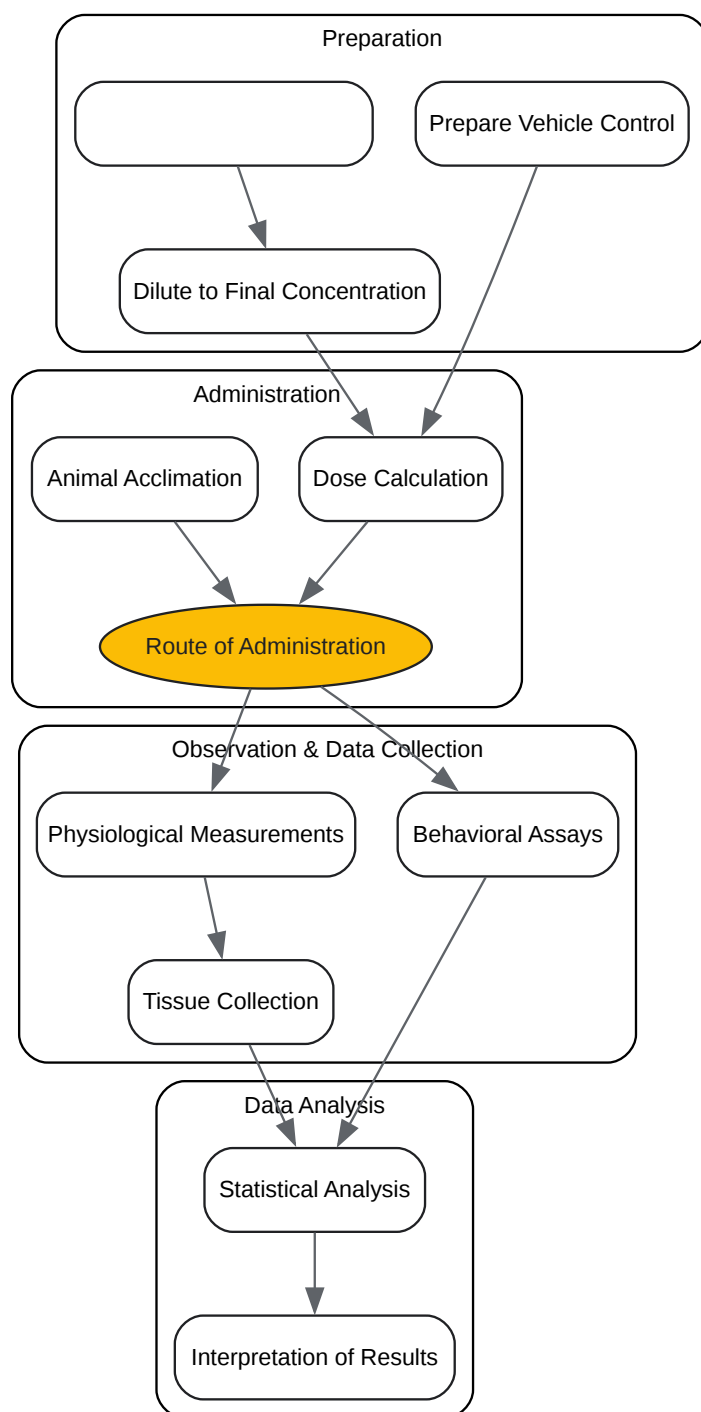 Preparation
Prepare Vehicle Control
Dilute to Final Concentration
Administration
Animal Acclimation
Dose Calculation
Route of Administration
Observation & Data Collection
Physiological Measurements
Behavioral Assays
Tissue Collection
Data Analysis
Statistical Analysis
Interpretation of Results